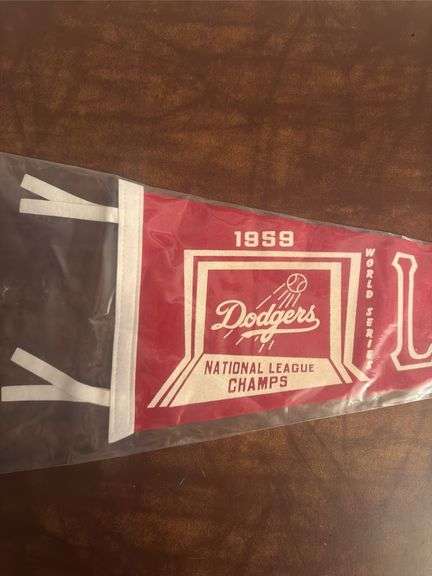 1959
Dodgers
NATIONAL LEAGUE
CHAMPS
WORLD SERIES
L